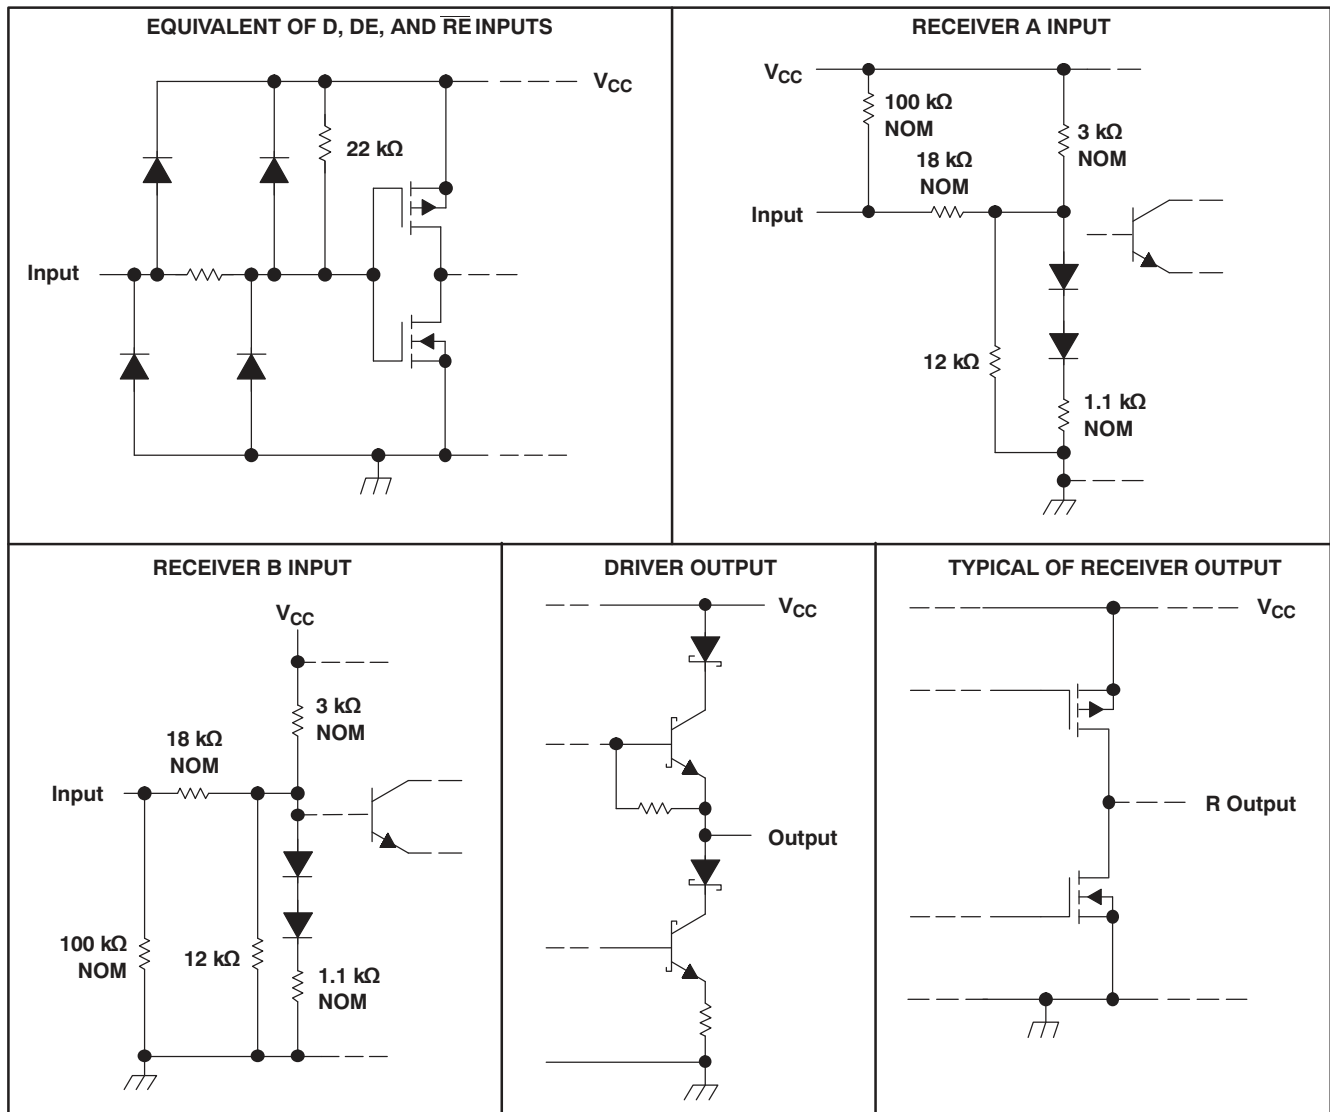 EQUIVALENT OF D, DE, AND R̅E̅ INPUTS
VCC
22 kΩ
Input
RECEIVER A INPUT
VCC
100 kΩ
NOM
3 kΩ
NOM
18 kΩ
NOM
Input
12 kΩ
1.1 kΩ
NOM
RECEIVER B INPUT
VCC
3 kΩ
NOM
18 kΩ
NOM
Input
100 kΩ
NOM
12 kΩ
1.1 kΩ
NOM
DRIVER OUTPUT
VCC
Output
TYPICAL OF RECEIVER OUTPUT
VCC
R Output